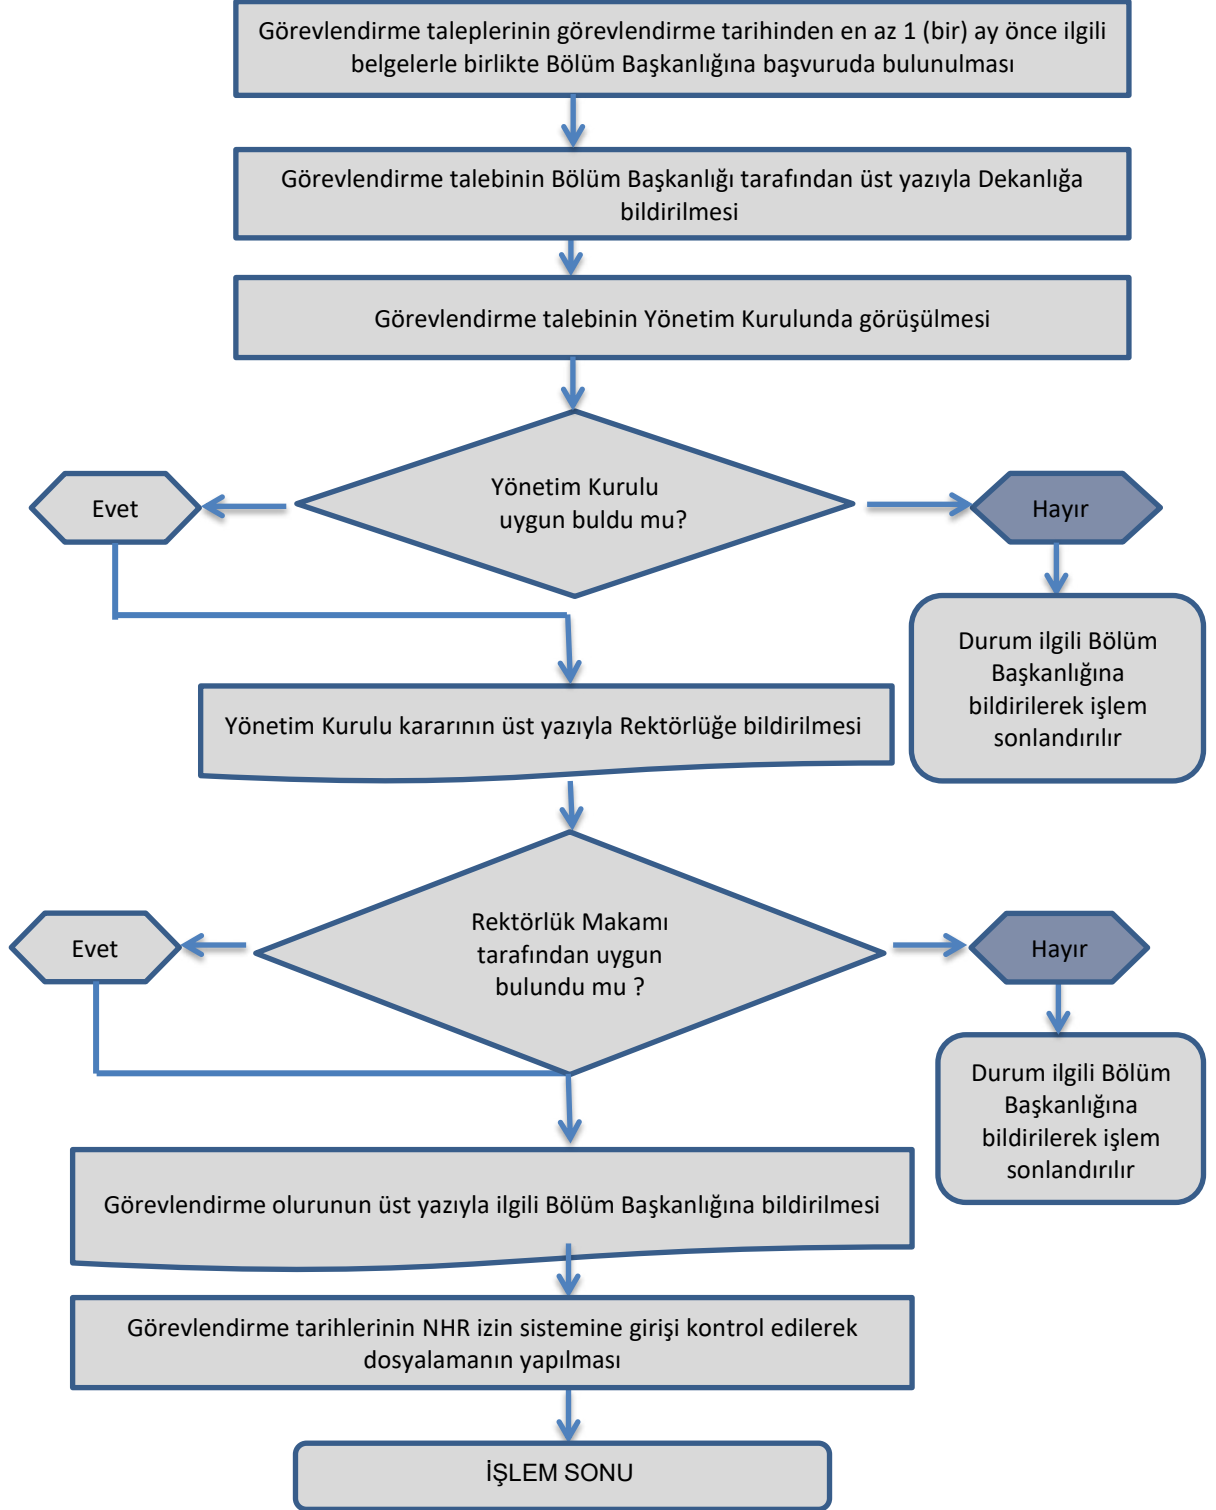 Görevlendirme taleplerinin görevlendirme tarihinden en az 1 (bir) ay önce ilgili
belgelerle birlikte Bölüm Başkanlığına başvuruda bulunulması
Görevlendirme talebinin Bölüm Başkanlığı tarafından üst yazıyla Dekanlığa
bildirilmesi
Görevlendirme talebinin Yönetim Kurulunda görüşülmesi
Yönetim Kurulu
uygun buldu mu?
Evet
Hayır
Durum ilgili Bölüm
Başkanlığına
bildirilerek işlem
sonlandırılır
Yönetim Kurulu kararının üst yazıyla Rektörlüğe bildirilmesi
Rektörlük Makamı
tarafından uygun
bulundu mu ?
Evet
Hayır
Durum ilgili Bölüm
Başkanlığına
bildirilerek işlem
sonlandırılır
Görevlendirme olurunun üst yazıyla ilgili Bölüm Başkanlığına bildirilmesi
Görevlendirme tarihlerinin NHR izin sistemine girişi kontrol edilerek
dosyalamanın yapılması
İŞLEM SONU